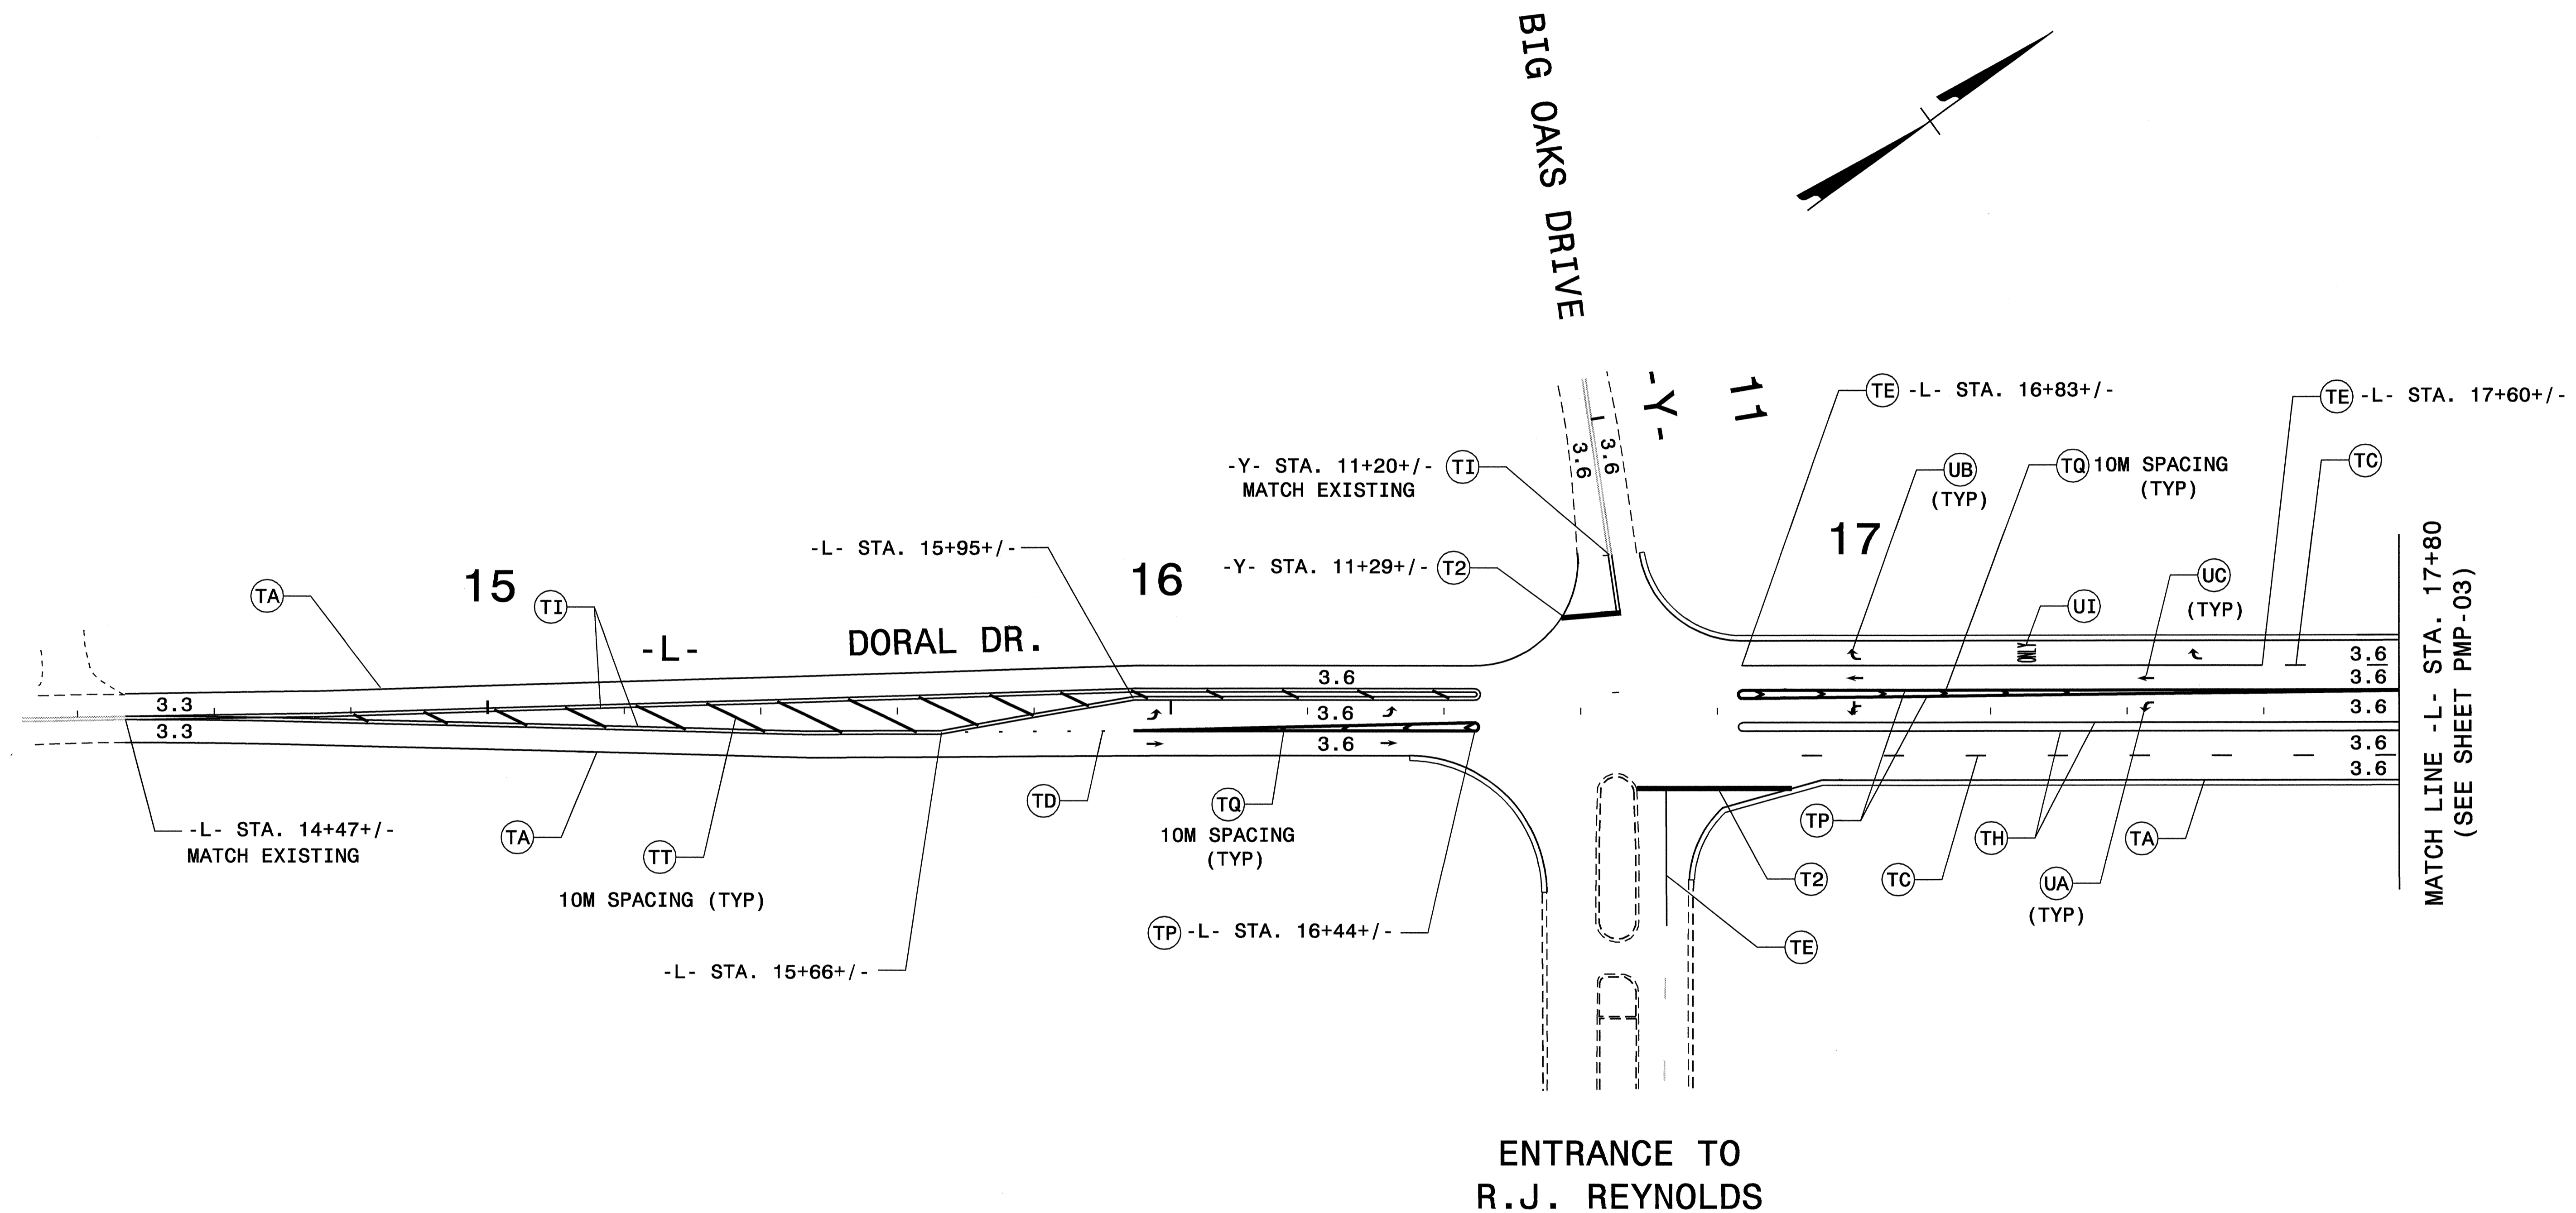 BIG OAKS DRIVE
-Y-
11
3.6
3.6
TE -L- STA. 16+83+/-
TE -L- STA. 17+60+/-
-Y- STA. 11+20+/- TI
MATCH EXISTING
UB
(TYP)
TQ 10M SPACING
(TYP)
TC
-L- STA. 15+95+/-
-Y- STA. 11+29+/- T2
17
15
16
TA
TI
UC
(TYP)
UI
-L-
DORAL DR.
ONLY
3.3
3.3
3.6
3.6
3.6
3.6
3.6
3.6
3.6
3.6
MATCH LINE -L- STA. 17+80
(SEE SHEET PMP-03)
-L- STA. 14+47+/-
MATCH EXISTING
TA
TT
10M SPACING (TYP)
TD
TQ
10M SPACING
(TYP)
TP -L- STA. 16+44+/-
-L- STA. 15+66+/-
TP
TH
TA
T2
TC
UA
(TYP)
TE
ENTRANCE TO
R.J. REYNOLDS